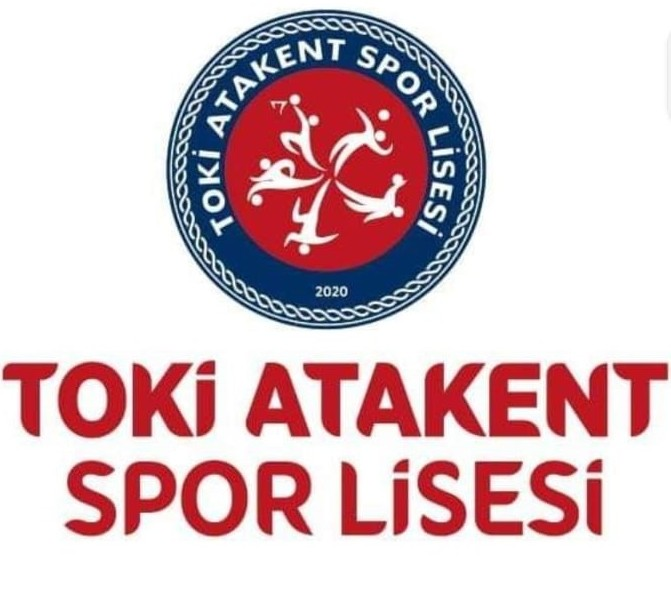 TOKİ ATAKENT SPOR LİSESİ
2020
TOKİ ATAKENT
SPOR LİSESİ